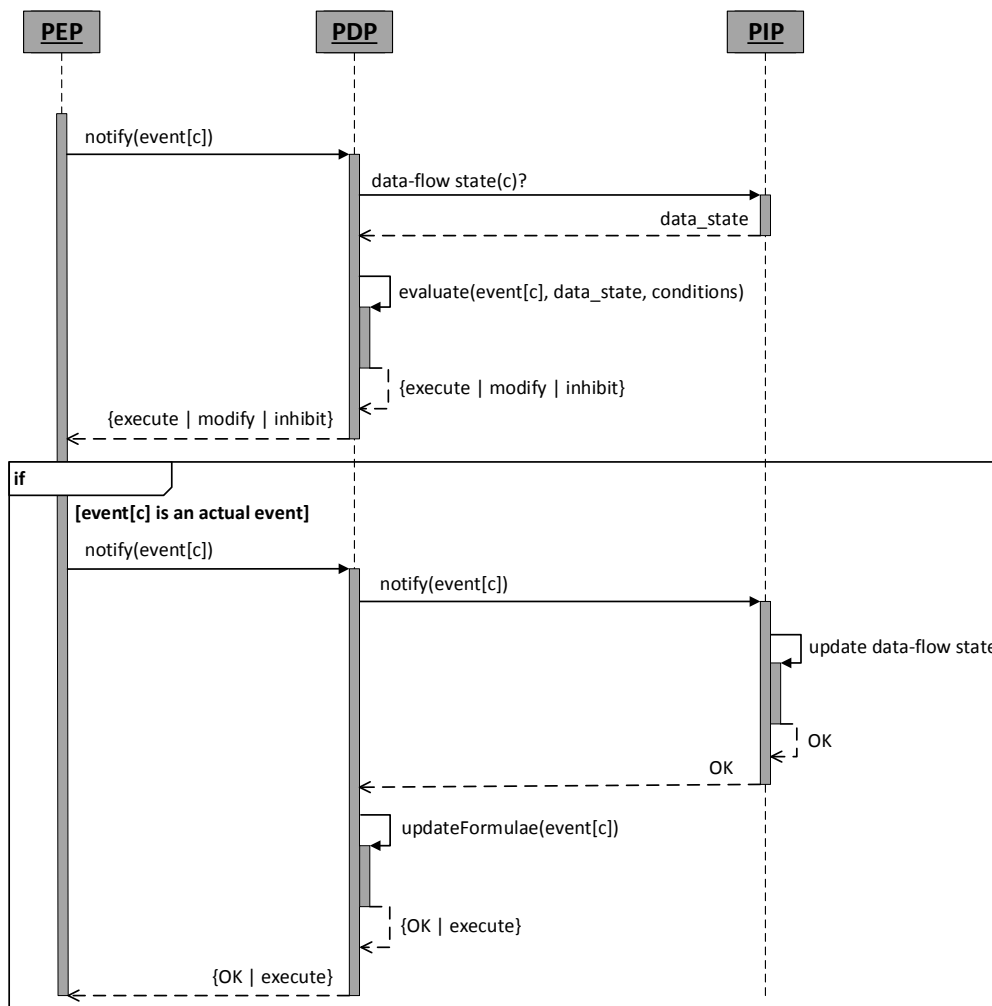 PEP
PDP
PIP
notify(event[c])
data-flow state(c)?
data_state
evaluate(event[c], data_state, conditions)
{execute | modify | inhibit}
{execute | modify | inhibit}
if
[event[c] is an actual event]
notify(event[c])
notify(event[c])
update data-flow state
OK
OK
updateFormulae(event[c])
{OK | execute}
{OK | execute}